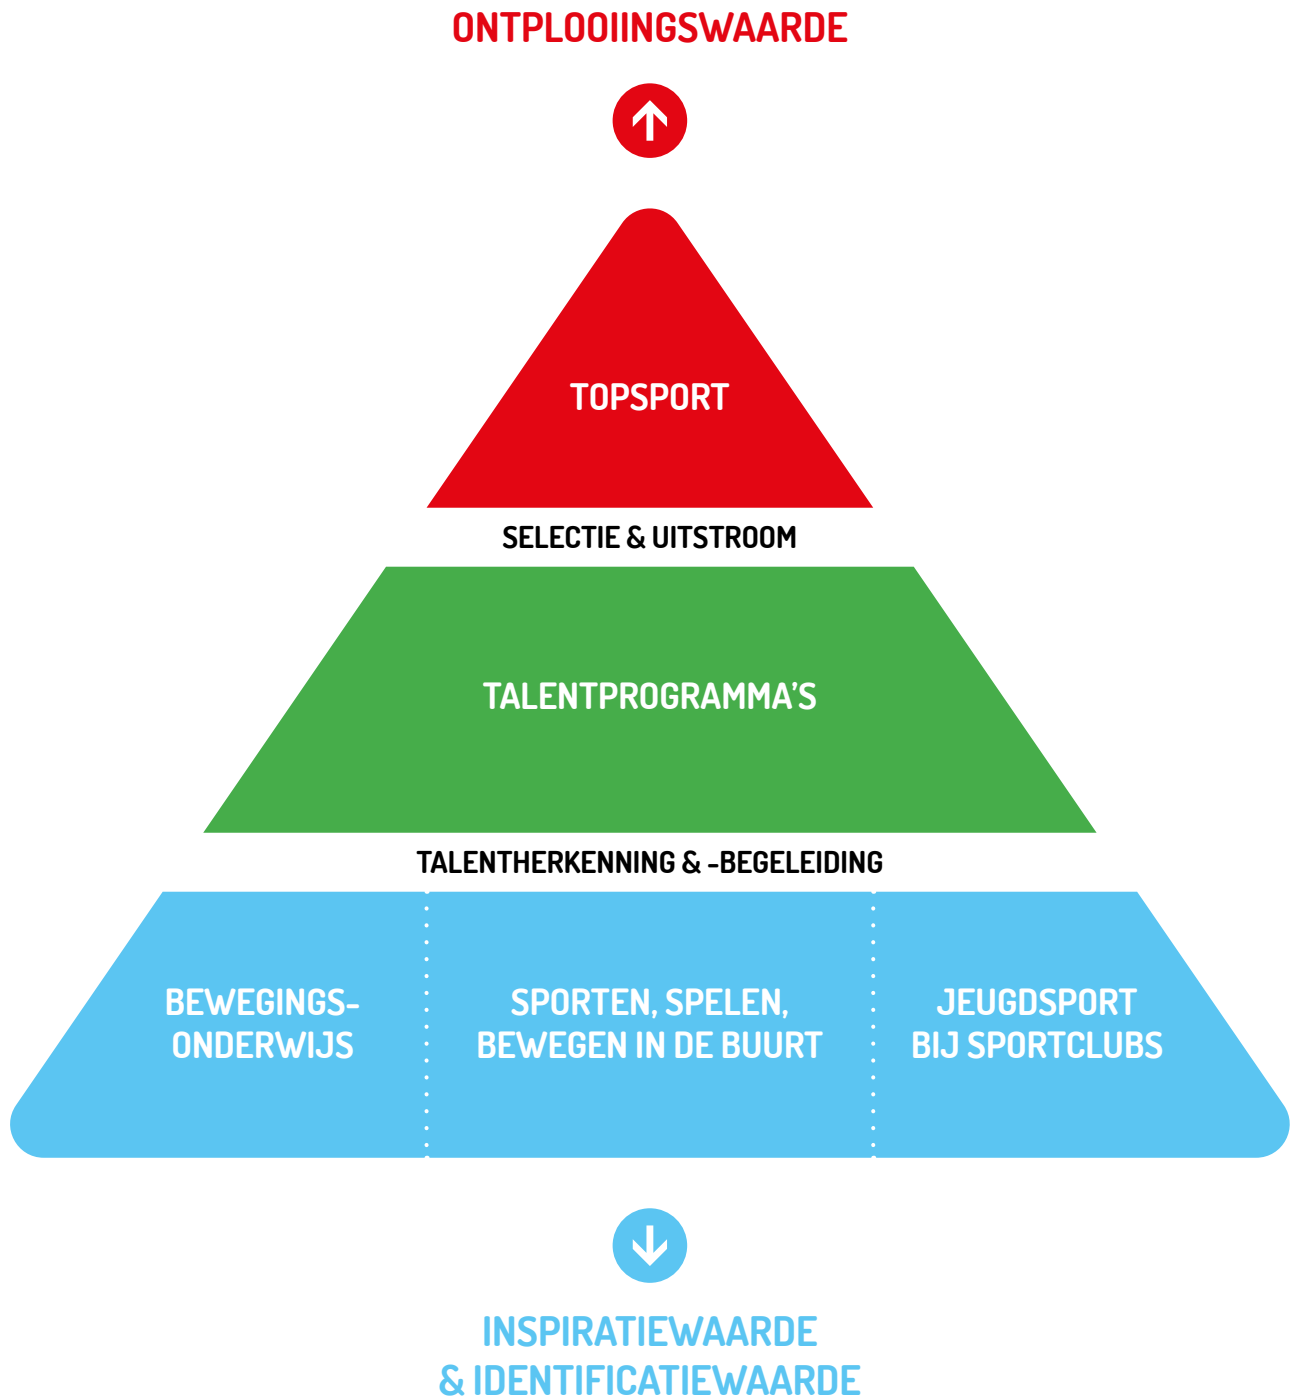 ONTPLOOIINGSWAARDE
TOPSPORT
SELECTIE & UITSTROOM
TALENTPROGRAMMA'S
TALENTHERKENNING & -BEGELEIDING
BEWEGINGS-
ONDERWIJS
SPORTEN, SPELEN,
BEWEGEN IN DE BUURT
JEUGDSPORT
BIJ SPORTCLUBS
INSPIRATIEWAARDE
& IDENTIFICATIEWAARDE